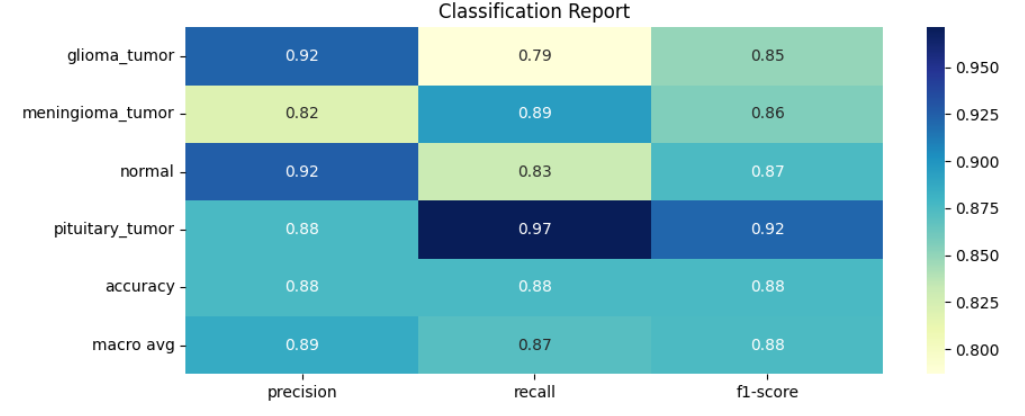 Classification Report
glioma_tumor 0.92 0.79 0.85
meningioma_tumor 0.82 0.89 0.86
normal 0.92 0.83 0.87
pituitary_tumor 0.88 0.97 0.92
accuracy 0.88 0.88 0.88
macro avg 0.89 0.87 0.88
precision recall f1-score
0.950
0.925
0.900
0.875
0.850
0.825
0.800